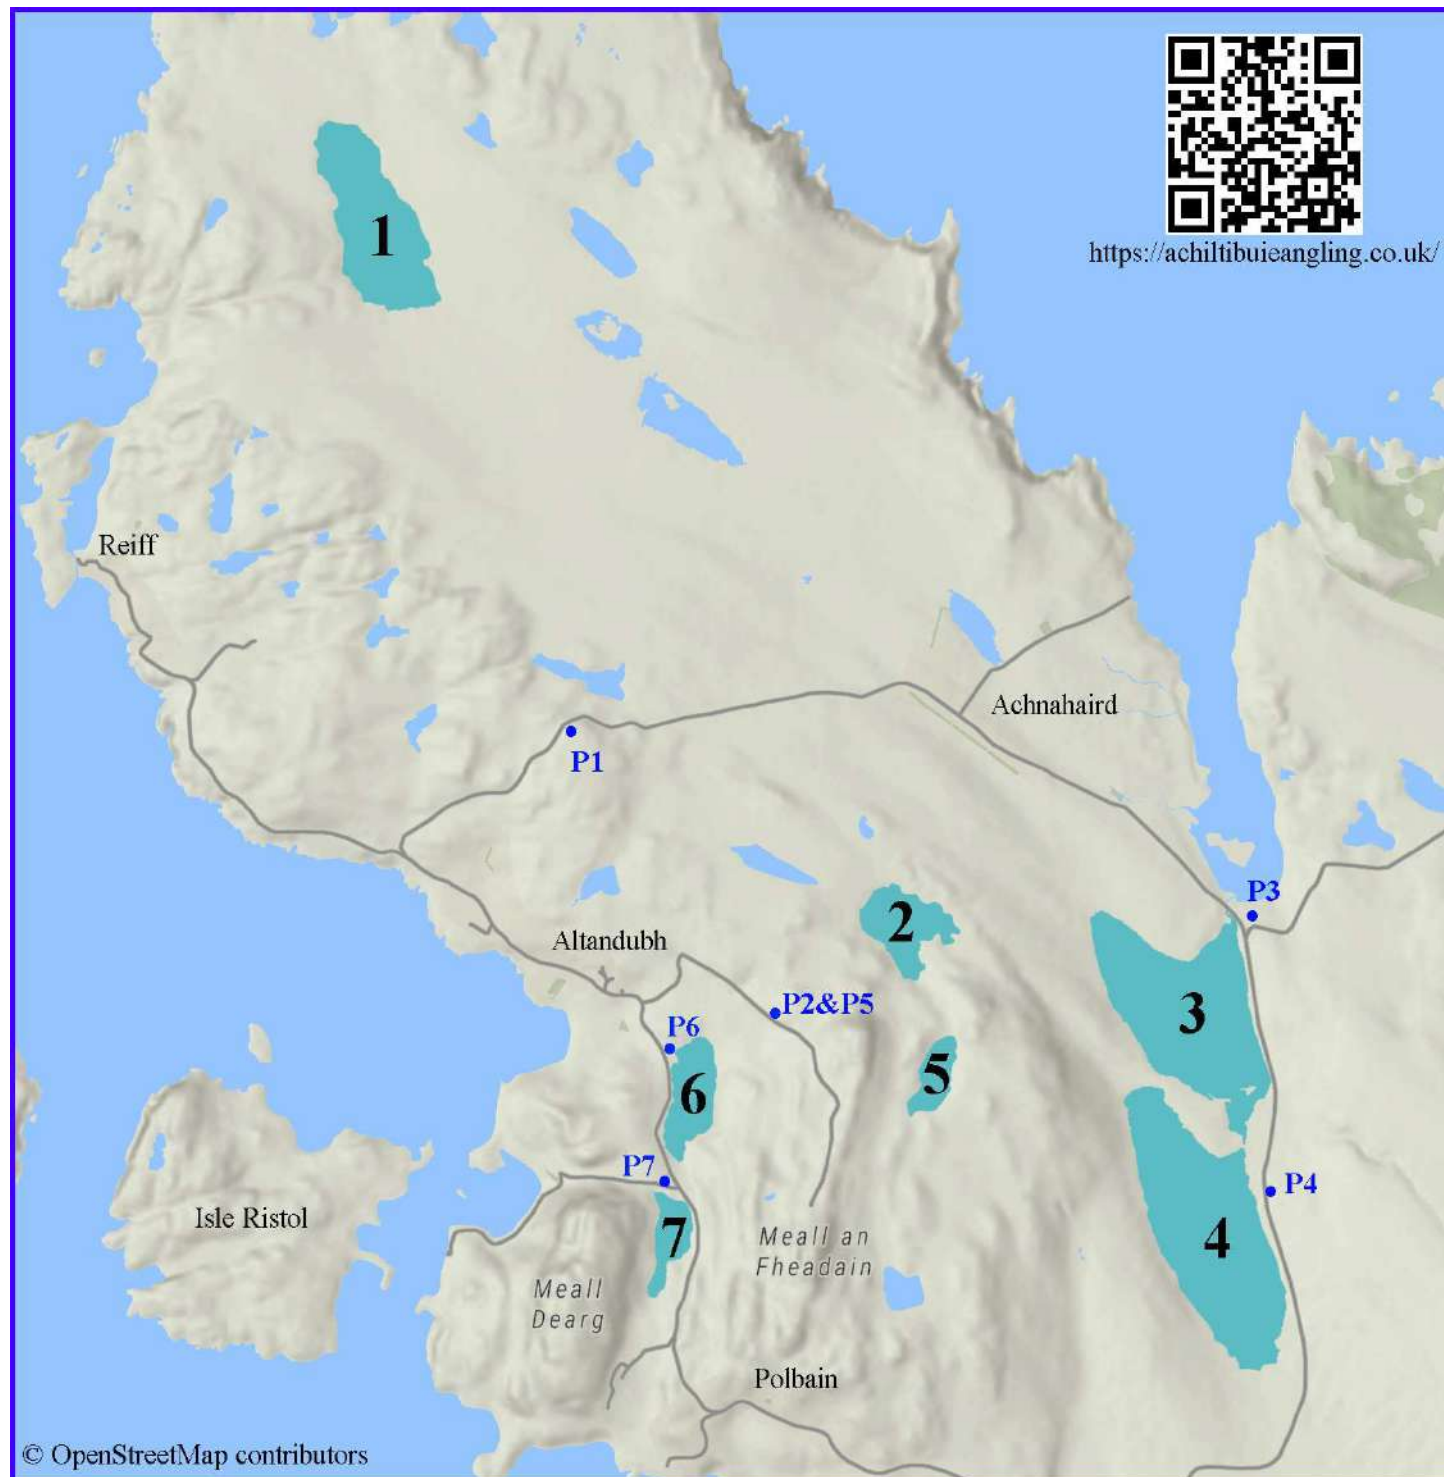 1
https://achiltibuieangling.co.uk/
Reiff
Achnahaird
P1
P3
2
Altandubh
P2&P5
3
P6
5
6
P7
P4
Isle Ristol
7
4
Meall an
Fheadain
Meall
Dearg
Polbain
© OpenStreetMap contributors